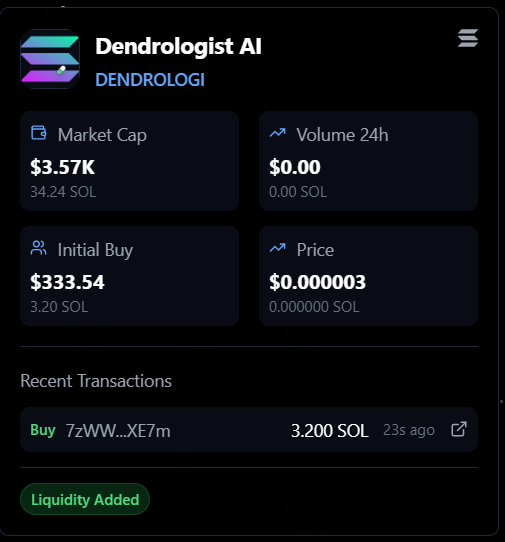 Dendrologist AI
DENDROLOGI
Market Cap
$3.57K
34.24 SOL
Volume 24h
$0.00
0.00 SOL
Initial Buy
$333.54
3.20 SOL
Price
$0.000003
0.000000 SOL
Recent Transactions
Buy 7zWW...XE7m 3.200 SOL 23s ago
Liquidity Added